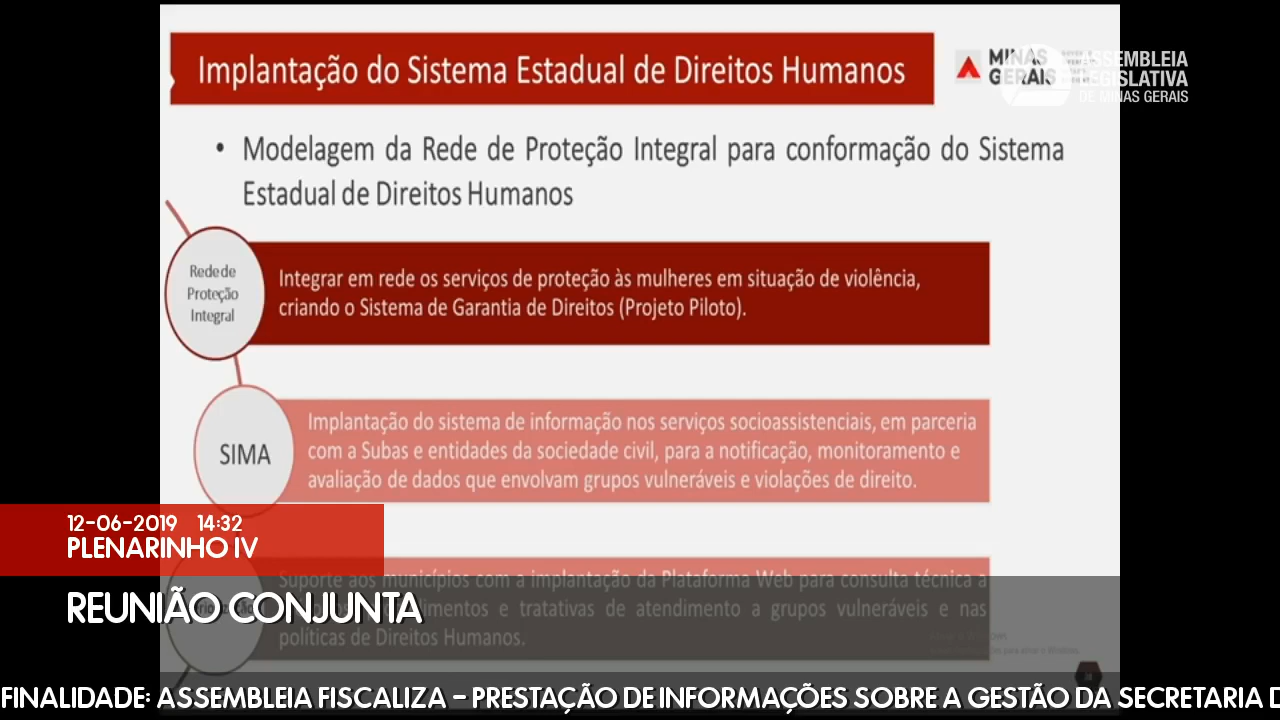 Implantação do Sistema Estadual de Direitos Humanos
MINAS
GERAIS
ASSEMBLEIA
LEGISLATIVA
DE MINAS GERAIS
• Modelagem da Rede de Proteção Integral para conformação do Sistema
Estadual de Direitos Humanos
Rede de
Proteção
Integral
Integrar em rede os serviços de proteção às mulheres em situação de violência,
criando o Sistema de Garantia de Direitos (Projeto Piloto).
SIMA
Implantação do sistema de informação nos serviços socioassistenciais, em parceria
com a Subas e entidades da sociedade civil, para a notificação, monitoramento e
avaliação de dados que envolvam grupos vulneráveis e violações de direito.
12-06-2019 14:32
PLENARINHO IV
Suporte aos municípios com a implantação da Plataforma Web para consulta técnica a
e tratativas de atendimento a grupos vulneráveis e nas
políticas de Direitos Humanos.
REUNIÃO CONJUNTA
FINALIDADE: ASSEMBLEIA FISCALIZA - PRESTAÇÃO DE INFORMAÇÕES SOBRE A GESTÃO DA SECRETARIA D